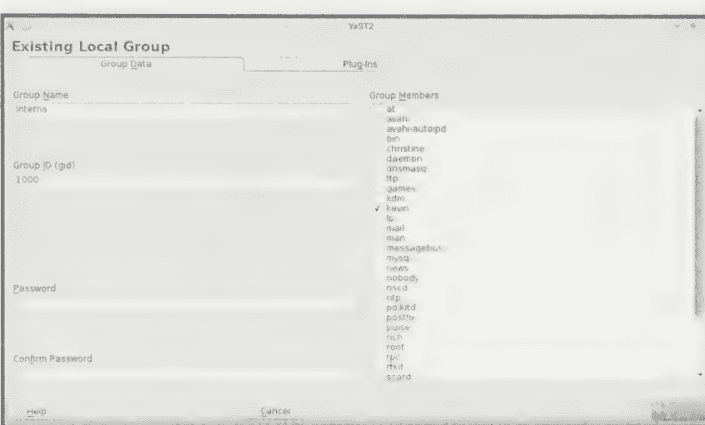 YaST2
Existing Local Group
Group Data
Plug-Ins
Group Name
Interns
Group ID (gid)
1000
Password
Confirm Password
Group Members
at
avahi
avahi-autoipd
bin
christine
daemon
dnsmasq
ftp
games
kdm
✓ kevin
lp
mail
man
messagebus
mysql
news
nobody
nscd
ntp
polkitd
postfix
pulse
rich
root
rpc
rtkit
scard
Help
Cancel